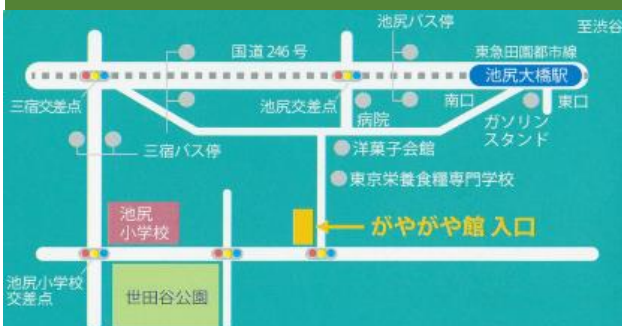 池尻バス停
至渋谷
国道246号
東急田園都市線
池尻大橋駅
三宿交差点
池尻交差点
南口
東口
病院
ガソリン
スタンド
三宿バス停
洋菓子会館
東京栄養食糧専門学校
池尻
小学校
がやがや館 入口
池尻小学校
交差点
世田谷公園